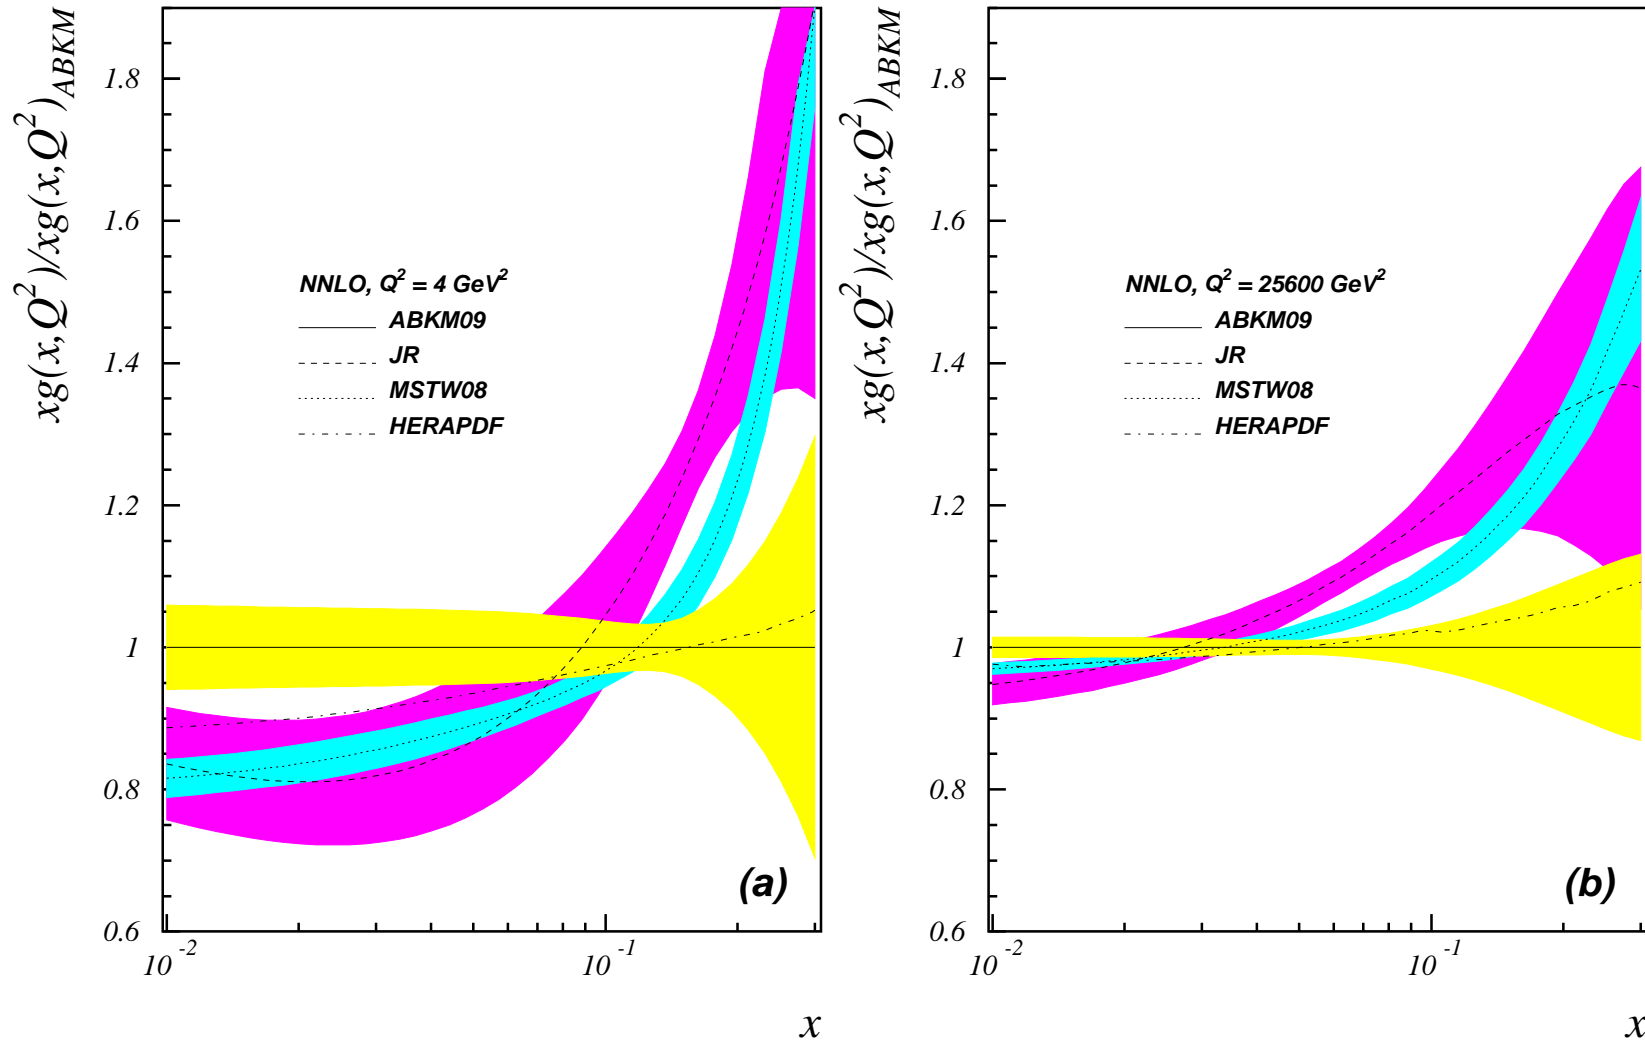 xg(x,Q²)/xg(x,Q²)ABKM
1.8
1.6
1.4
1.2
1
0.8
0.6
NNLO, Q² = 4 GeV²
ABKM09
JR
MSTW08
HERAPDF
(a)
10⁻²
10⁻¹
x
xg(x,Q²)/xg(x,Q²)ABKM
1.8
1.6
1.4
1.2
1
0.8
0.6
NNLO, Q² = 25600 GeV²
ABKM09
JR
MSTW08
HERAPDF
(b)
10⁻²
10⁻¹
x